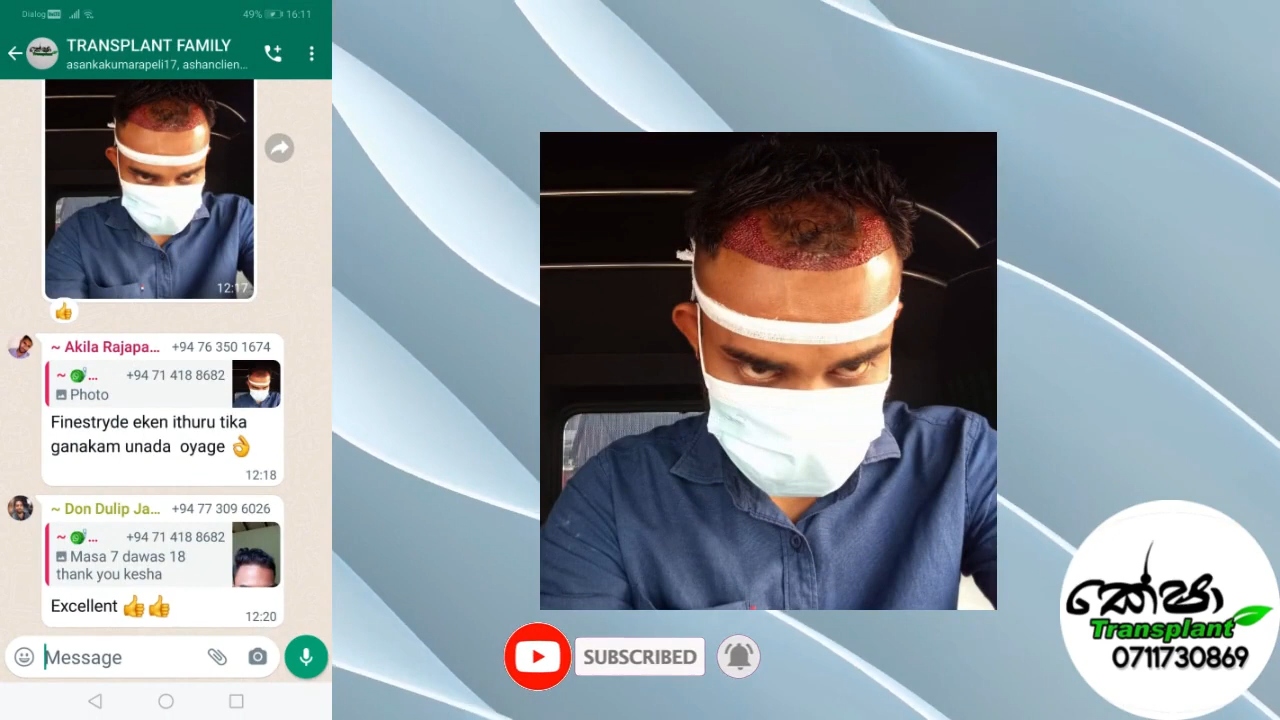 Dialog VoLTE 49% 16:11
TRANSPLANT FAMILY
asankakumarapeli17, ashanclien...
12:17
~ Akila Rajapa... +94 76 350 1674
~ ... +94 71 418 8682
Photo
Finestryde eken ithuru tika
ganakam unada oyage
12:18
~ Don Dulip Ja... +94 77 309 6026
~ ... +94 71 418 8682
Masa 7 dawas 18
thank you kesha
Excellent
12:20
Message
SUBSCRIBED
කේෂා
Transplant
0711730869